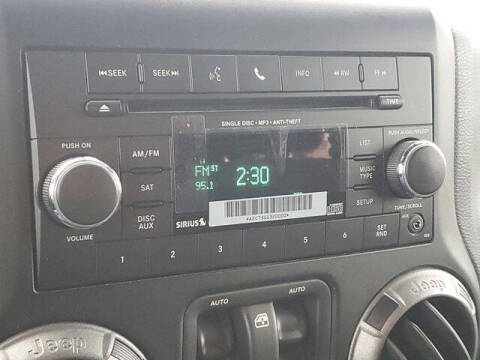 SEEK
SEEK
INFO
RW
FF
TIME
SINGLE DISC • MP3 • ANTI-THEFT
PUSH ON
PUSH AUDIO/SELECT
AM/FM
FM ST
2:30
95.1
LIST
SAT
MUSIC TYPE
DISC AUX
SIRIUS
SETUP
VOLUME
TUNE/SCROLL
1
2
3
4
5
6
SET RND
AUTO
AUTO
Jeep
Jeep